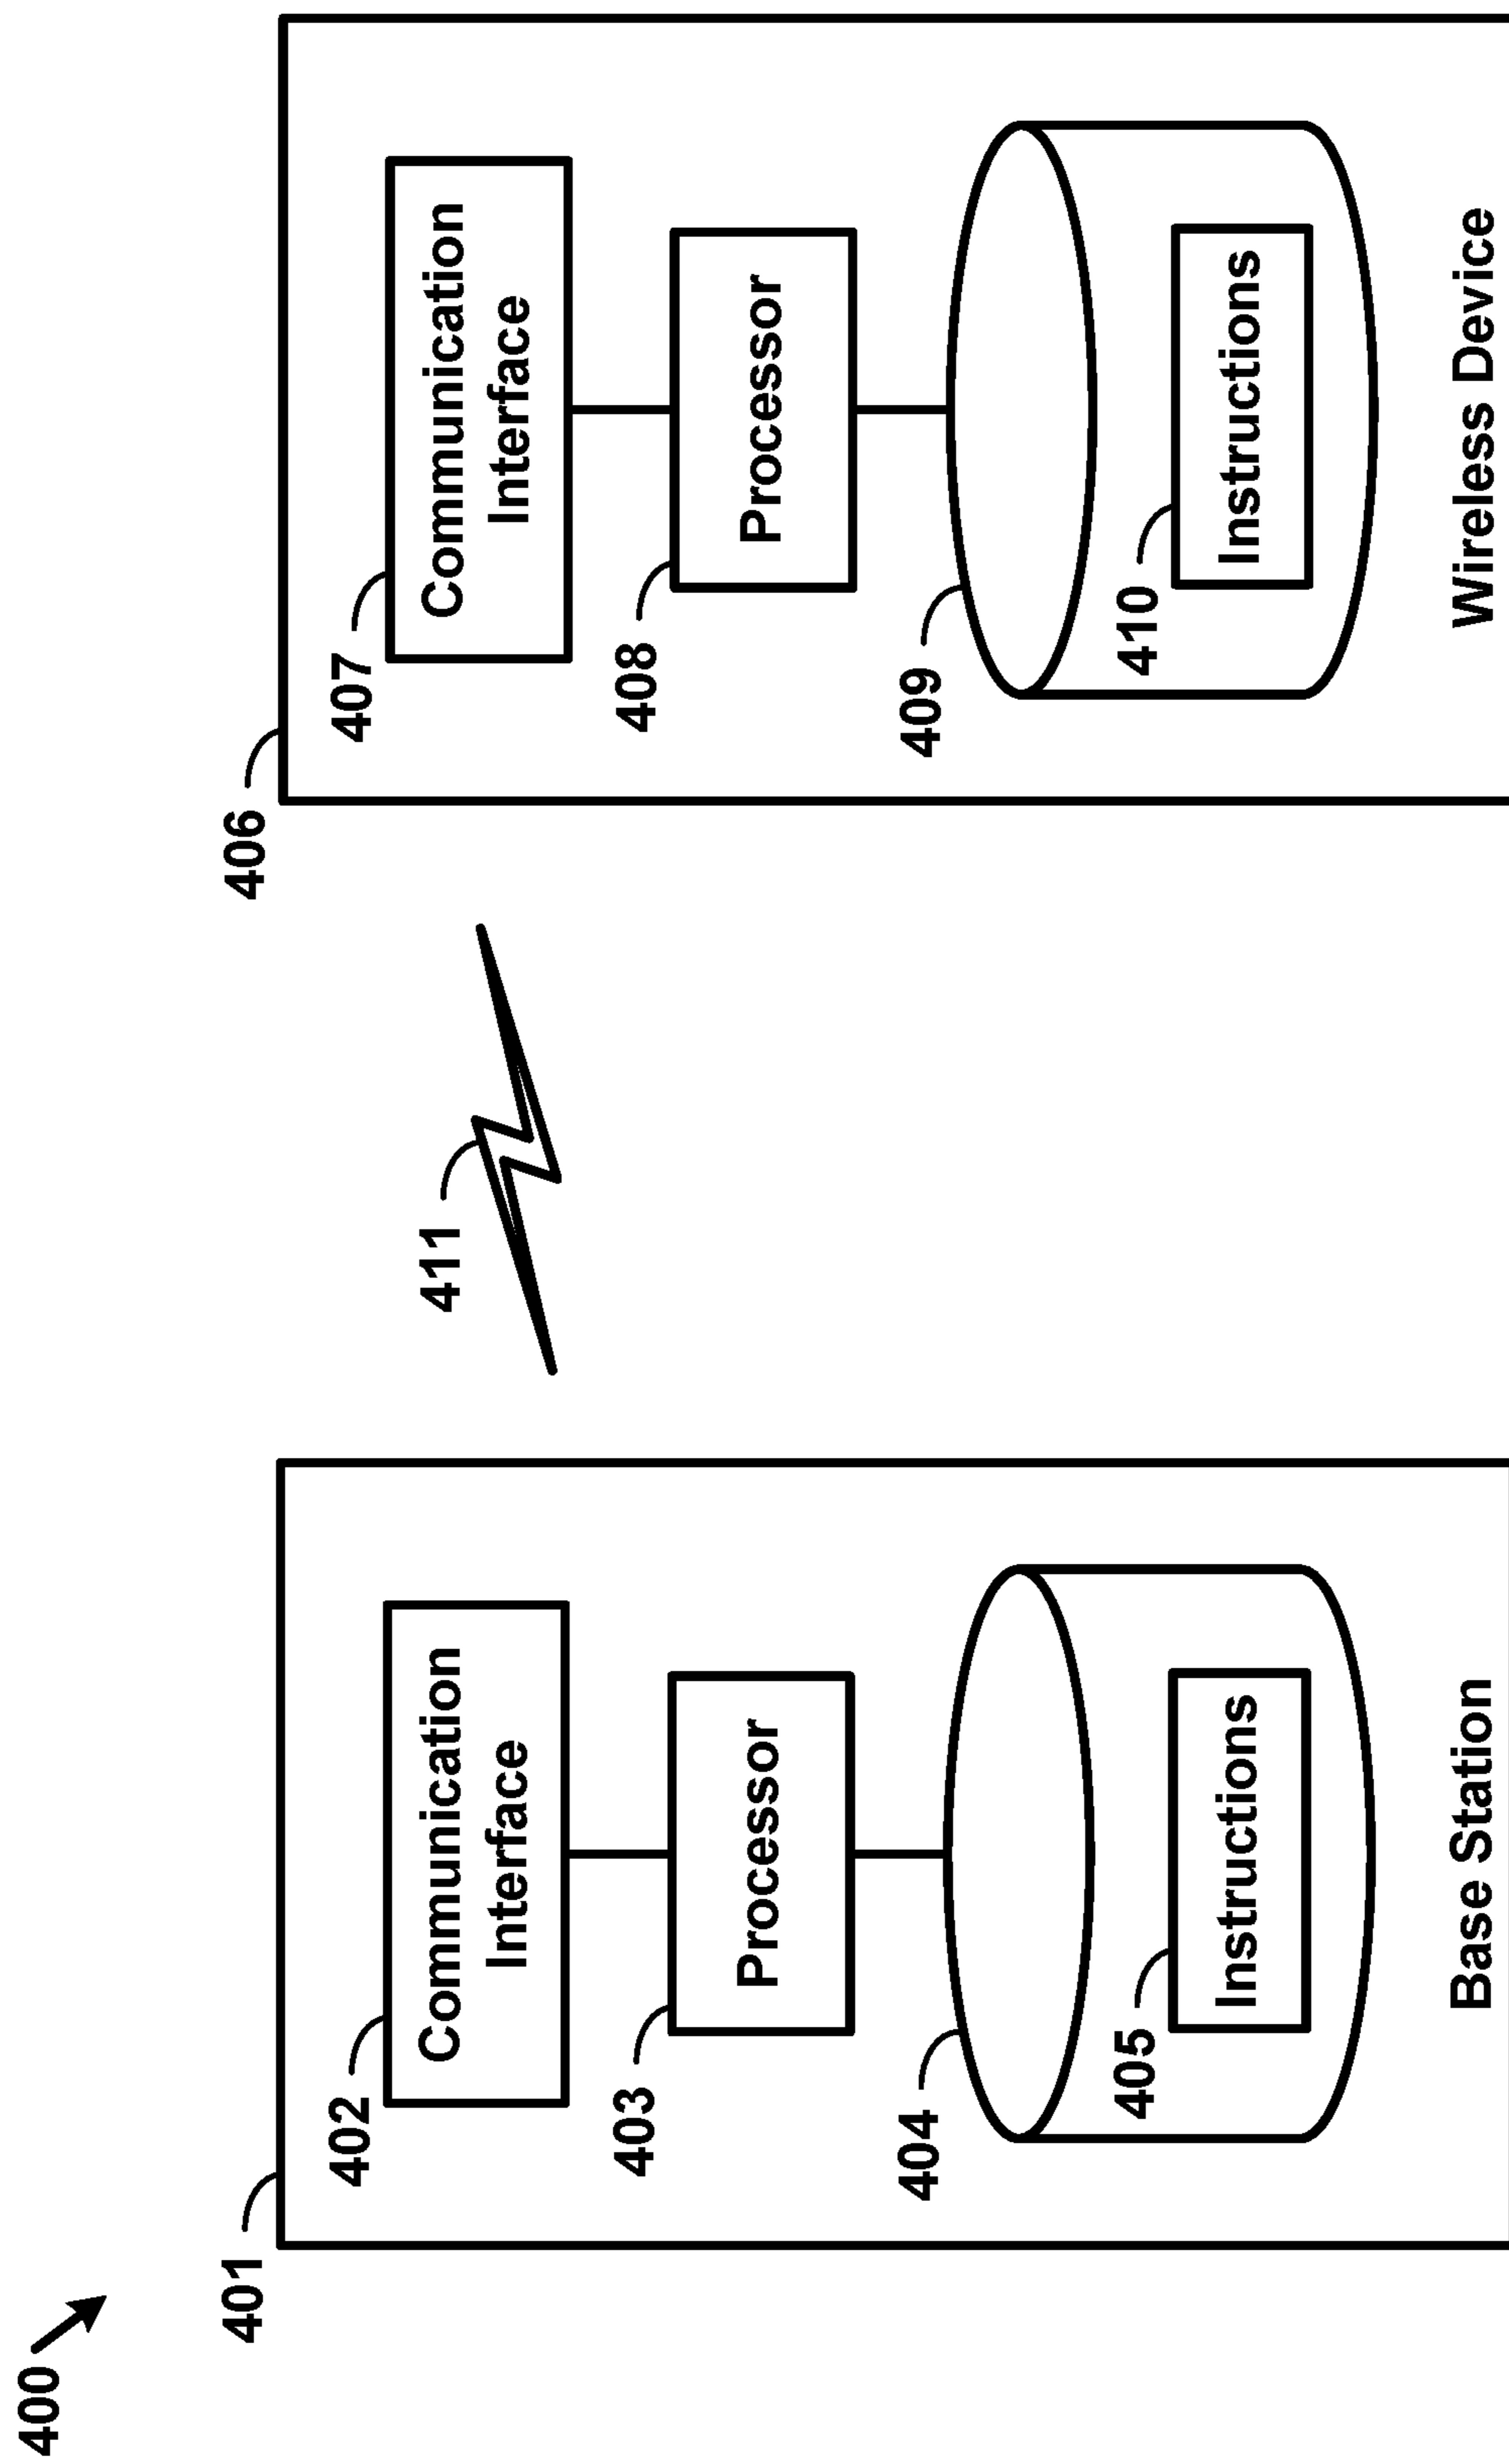 400
401
402
Communication
Interface
403
Processor
404
405
Instructions
Base Station
411
406
407
Communication
Interface
408
Processor
409
410
Instructions
Wireless Device